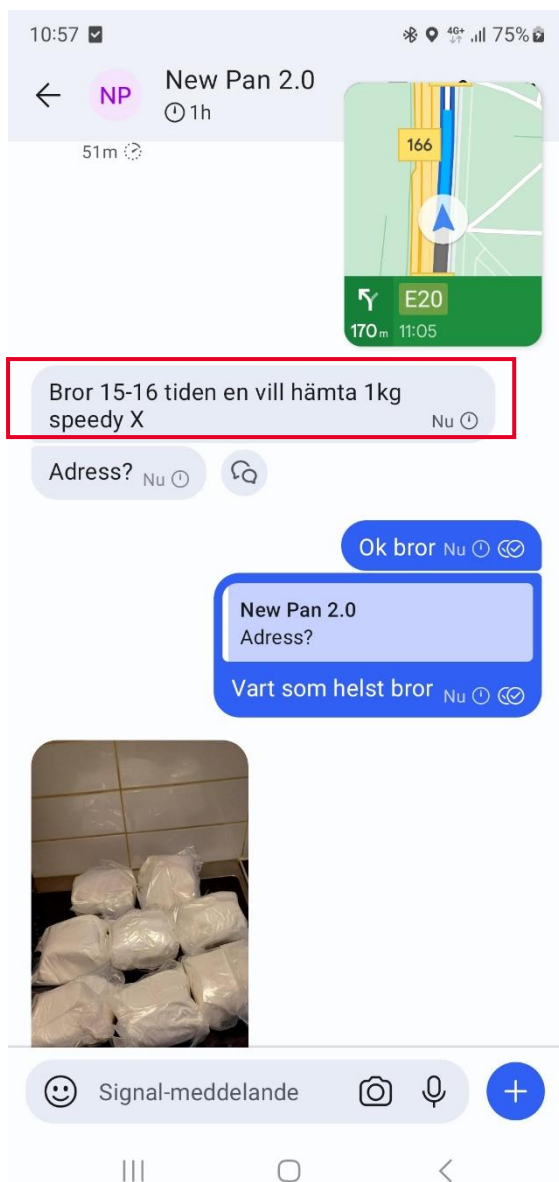 10:57
4G+ 75%
NP
New Pan 2.0
1h
51m
166
E20
170 m 11:05
Bror 15-16 tiden en vill hämta 1kg
speedy X
Nu
Adress? Nu
Ok bror Nu
New Pan 2.0
Adress?
Vart som helst bror Nu
Signal-meddelande